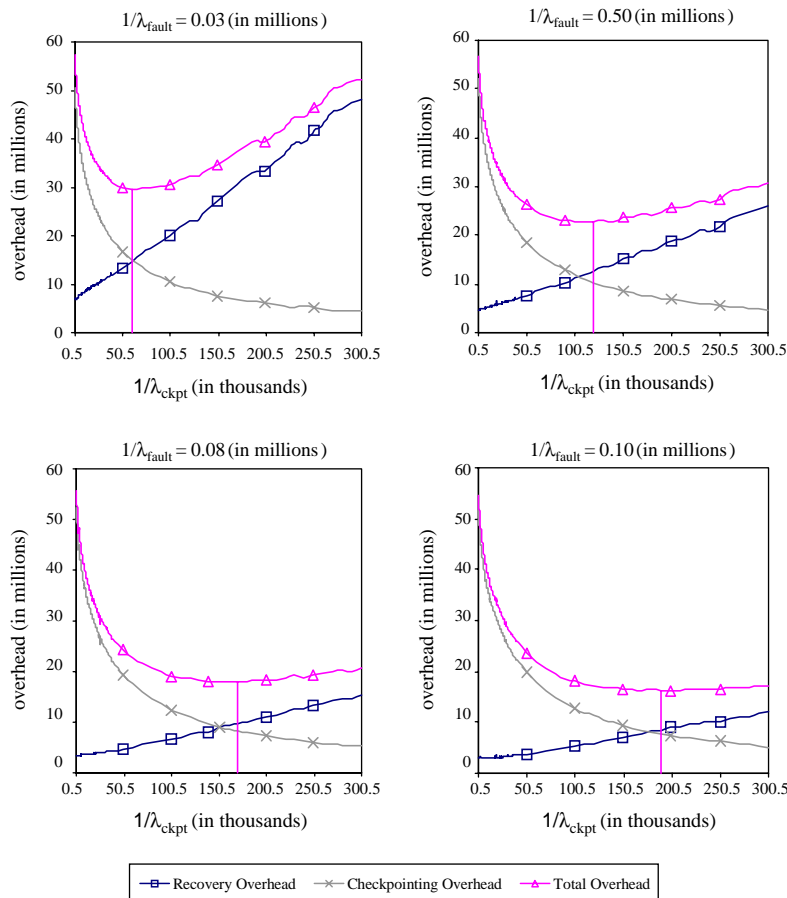 1/λfault = 0.03 (in millions)
60
50
40
30
20
10
0
overhead (in millions)
0.5 50.5 100.5 150.5 200.5 250.5 300.5
1/λckpt (in thousands)
1/λfault = 0.50 (in millions)
60
50
40
30
20
10
0
overhead (in millions)
0.5 50.5 100.5 150.5 200.5 250.5 300.5
1/λckpt (in thousands)
1/λfault = 0.08 (in millions)
60
50
40
30
20
10
0
overhead (in millions)
0.5 50.5 100.5 150.5 200.5 250.5 300.5
1/λckpt (in thousands)
1/λfault = 0.10 (in millions)
60
50
40
30
20
10
0
overhead (in millions)
0.5 50.5 100.5 150.5 200.5 250.5 300.5
1/λckpt (in thousands)
Recovery Overhead Checkpointing Overhead Total Overhead